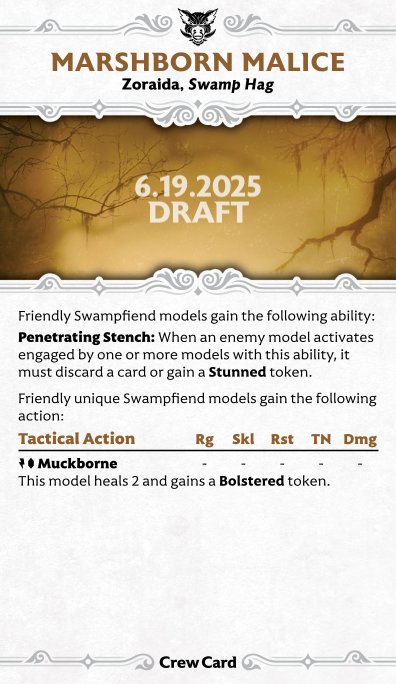 MARSHBORN MALICE
Zoraida, Swamp Hag
6.19.2025
DRAFT
Friendly Swampfiend models gain the following ability:
Penetrating Stench: When an enemy model activates
engaged by one or more models with this ability, it
must discard a card or gain a Stunned token.
Friendly unique Swampfiend models gain the following
action:
Tactical Action Rg Skl Rst TN Dmg
Muckborne - - - - -
This model heals 2 and gains a Bolstered token.
Crew Card